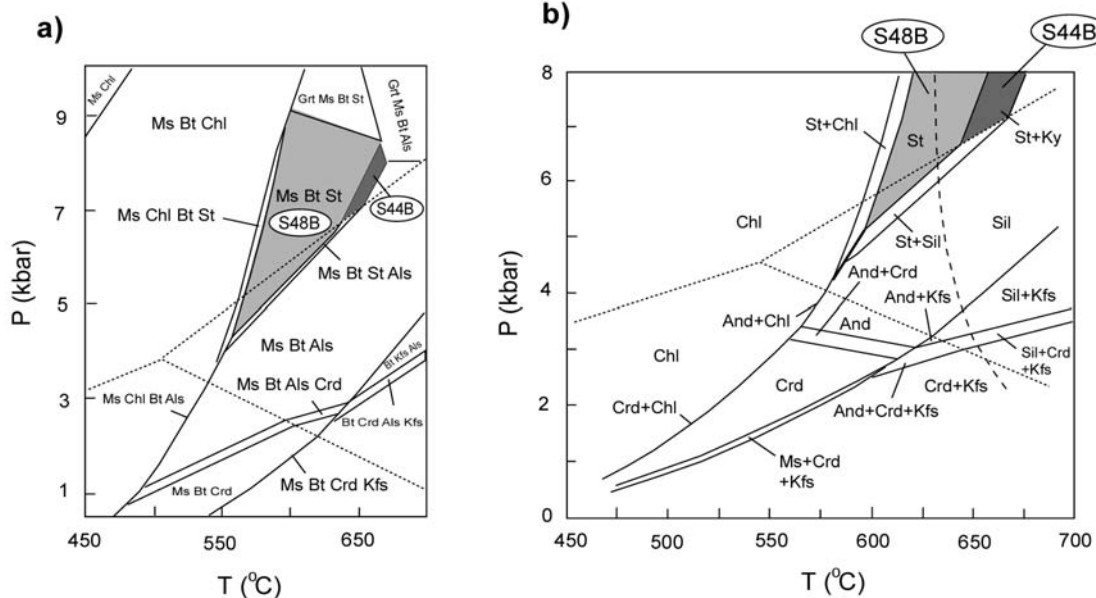 a)
P (kbar)
9
7
5
3
1
450
550
650
T (°C)
Ms Chl
Ms Bt Chl
Grt Ms Bt St
Grt Ms Bt Als
Ms Bt St
S48B
S44B
Ms Chl Bt St
Ms Bt St Als
Ms Bt Als
Ms Chl Bt Als
Ms Bt Als Crd
Bt Kfs Als
Bt Crd Als Kfs
Ms Bt Crd
Ms Bt Crd Kfs
b)
S48B
S44B
P (kbar)
8
6
4
2
0
450
500
550
600
650
700
T (°C)
St+Chl
St
St+Ky
Chl
St+Sil
Sil
And+Crd
And+Kfs
Sil+Kfs
And+Chl
And
Chl
Sil+Crd
+Kfs
Crd
Crd+Kfs
Crd+Chl
And+Crd+Kfs
Ms+Crd
+Kfs